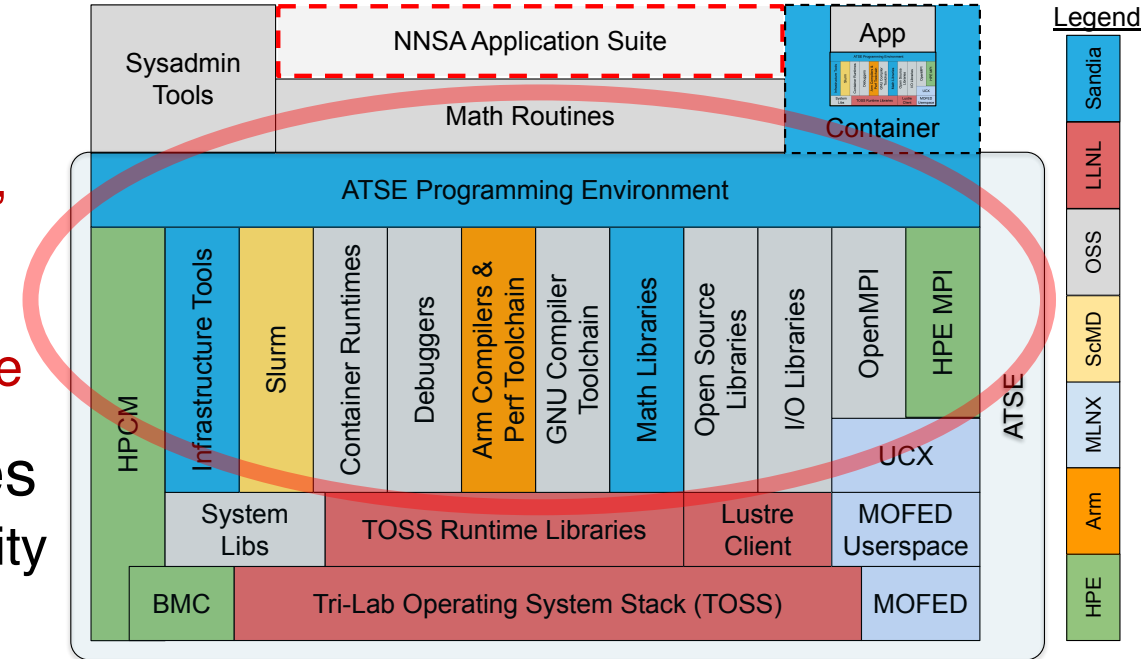 Legend
Sysadmin
Tools
NNSA Application Suite
Math Routines
App
Container
ATSE Programming Environment
,
e
es
ity
HPCM
Infrastructure Tools
Slurm
Container Runtimes
Debuggers
Arm Compilers &
Perf Toolchain
GNU Compiler
Toolchain
Math Libraries
Open Source
Libraries
I/O Libraries
OpenMPI
HPE MPI
UCX
ATSE
System
Libs
TOSS Runtime Libraries
Lustre
Client
MOFED
Userspace
BMC
Tri-Lab Operating System Stack (TOSS)
MOFED
Sandia
LLNL
OSS
ScMD
MLNX
Arm
HPE